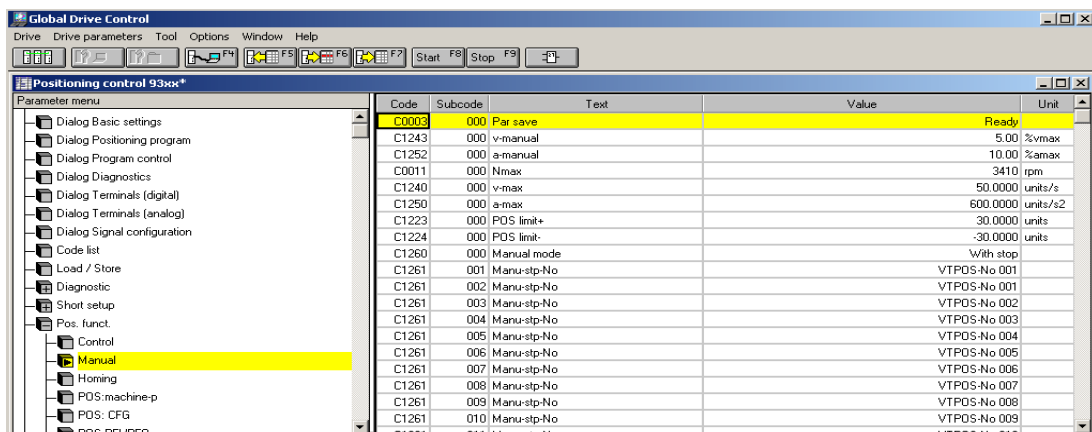 Global Drive Control
Drive Drive parameters Tool Options Window Help
F4 F5 F6 F7 Start F8 Stop F9
Positioning control 93xx*
Parameter menu
Dialog Basic settings
Dialog Positioning program
Dialog Program control
Dialog Diagnostics
Dialog Terminals (digital)
Dialog Terminals (analog)
Dialog Signal configuration
Code list
Load / Store
Diagnostic
Short setup
Pos. funct.
Control
Manual
Homing
POS:machine-p
POS: CFG
Code Subcode Text Value Unit
C0003 000 Par save Ready
C1243 000 v-manual 5.00 %vmax
C1252 000 a-manual 10.00 %amax
C0011 000 Nmax 3410 rpm
C1240 000 v-max 50.0000 units/s
C1250 000 a-max 600.0000 units/s2
C1223 000 POS limit+ 30.0000 units
C1224 000 POS limit- -30.0000 units
C1260 000 Manual mode With stop
C1261 001 Manu-stp-No VTPOS-No 001
C1261 002 Manu-stp-No VTPOS-No 001
C1261 003 Manu-stp-No VTPOS-No 002
C1261 004 Manu-stp-No VTPOS-No 003
C1261 005 Manu-stp-No VTPOS-No 004
C1261 006 Manu-stp-No VTPOS-No 005
C1261 007 Manu-stp-No VTPOS-No 006
C1261 008 Manu-stp-No VTPOS-No 007
C1261 009 Manu-stp-No VTPOS-No 008
C1261 010 Manu-stp-No VTPOS-No 009